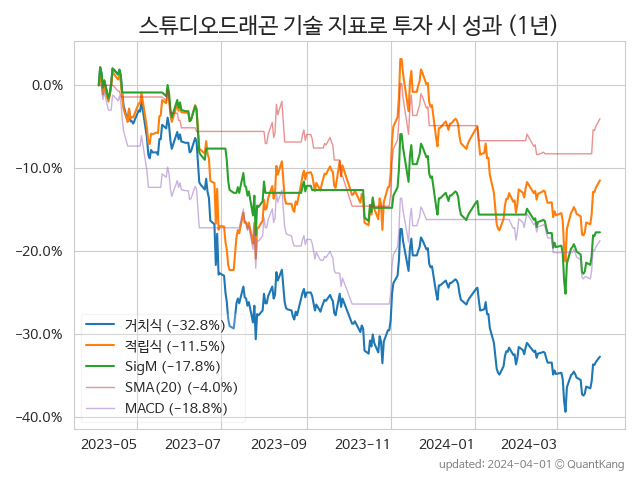 스튜디오드래곤 기술 지표로 투자 시 성과 (1년)
0.0%
−10.0%
−20.0%
−30.0%
−40.0%
거치식 (−32.8%)
적립식 (−11.5%)
SigM (−17.8%)
SMA(20) (−4.0%)
MACD (−18.8%)
2023−05
2023−07
2023−09
2023−11
2024−01
2024−03
updated: 2024−04−01 © QuantKang